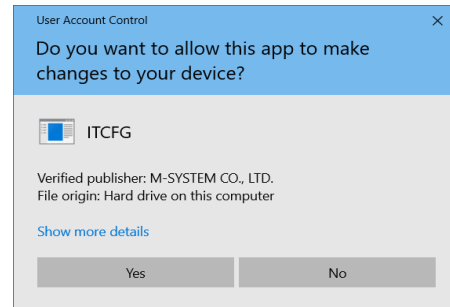 User Account Control
Do you want to allow this app to make
changes to your device?
ITCFG
Verified publisher: M-SYSTEM CO., LTD.
File origin: Hard drive on this computer
Show more details
Yes
No